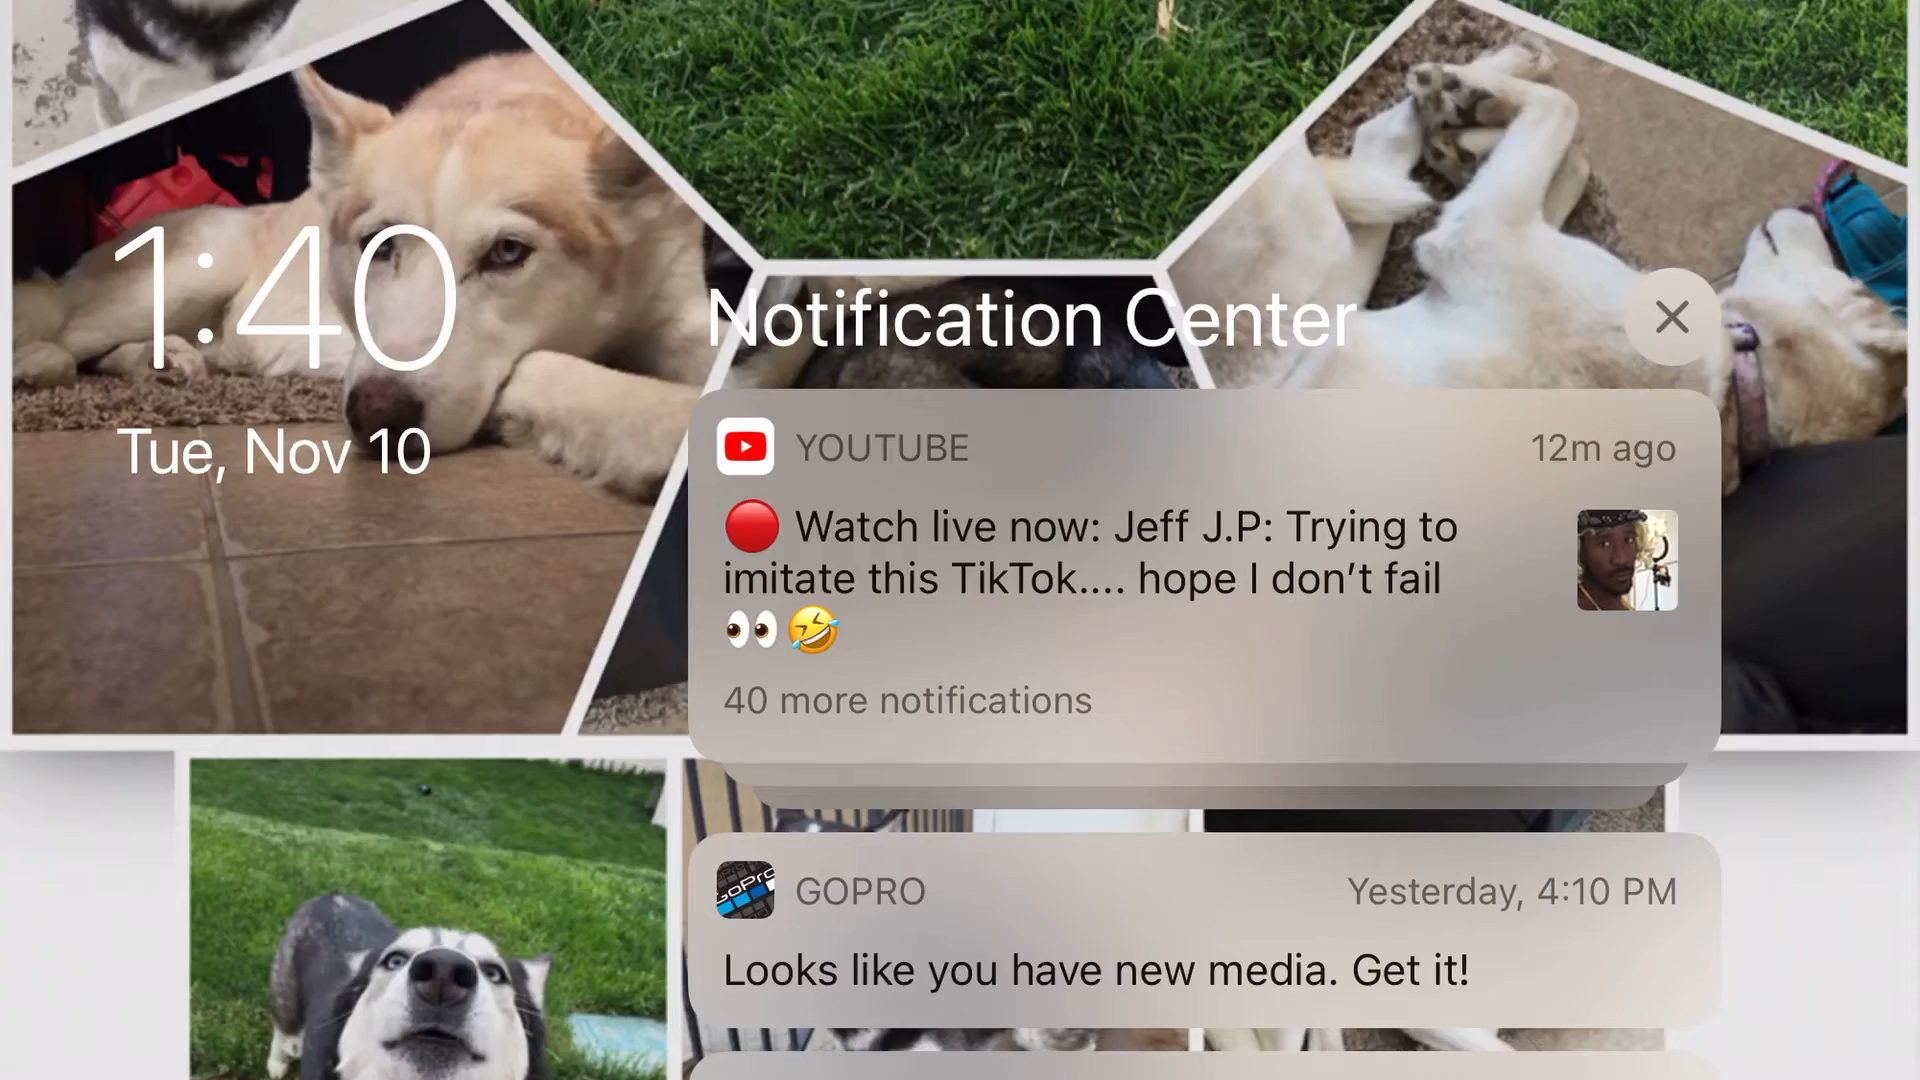 1:40
Tue, Nov 10
Notification Center
YOUTUBE
12m ago
🔴 Watch live now: Jeff J.P: Trying to
imitate this TikTok.... hope I don’t fail
👀🤣
40 more notifications
GoPro
GOPRO
Yesterday, 4:10 PM
Looks like you have new media. Get it!